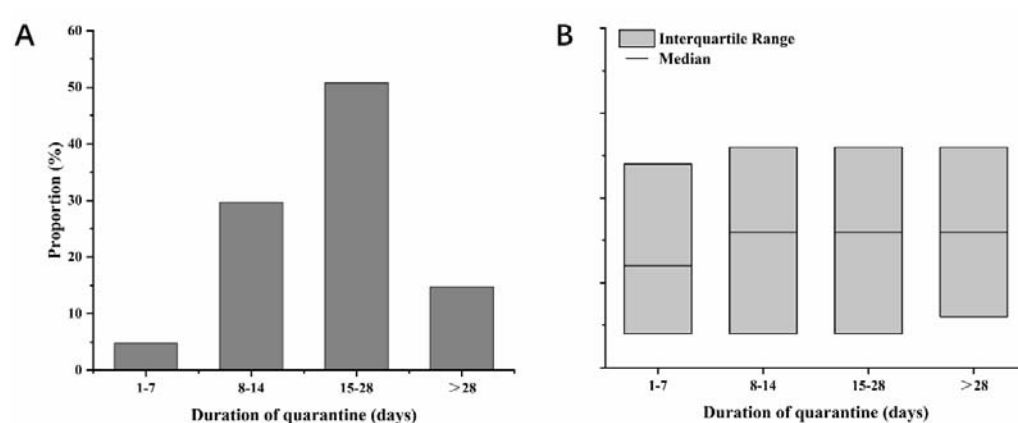 A
60
50
40
30
20
10
0
Proportion (%)
1-7 8-14 15-28 >28
Duration of quarantine (days)
B
Interquartile Range
Median
1-7 8-14 15-28 >28
Duration of quarantine (days)